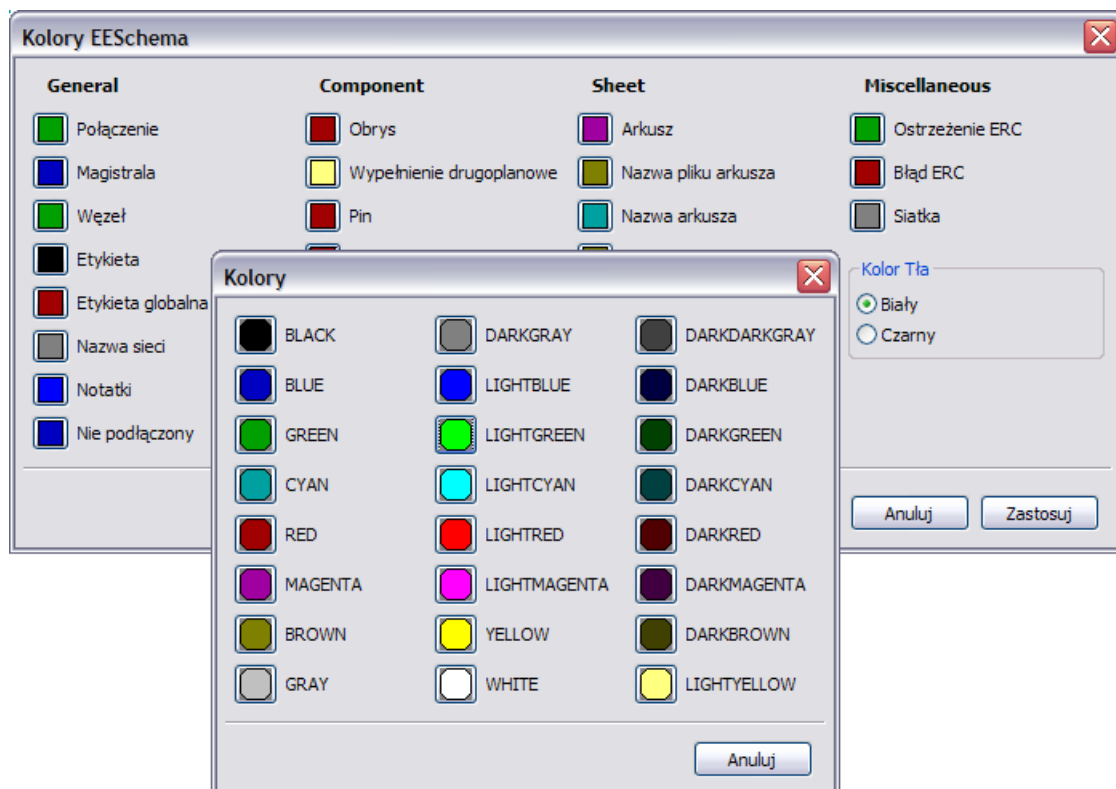 Kolory EESchema
General Component Sheet Miscellaneous
Połączenie Obrys Arkusz Ostrzeżenie ERC
Magistrala Wypełnienie drugoplanowe Nazwa pliku arkusza Błąd ERC
Węzeł Pin Nazwa arkusza Siatka
Etykieta
Etykieta globalna
Nazwa sieci
Notatki
Nie podłączony
Kolor Tła
Biały
Czarny
Anuluj Zastosuj
Kolory
BLACK DARKGRAY DARKDARKGRAY
BLUE LIGHTBLUE DARKBLUE
GREEN LIGHTGREEN DARKGREEN
CYAN LIGHTCYAN DARKCYAN
RED LIGHTRED DARKRED
MAGENTA LIGHTMAGENTA DARKMAGENTA
BROWN YELLOW DARKBROWN
GRAY WHITE LIGHTYELLOW
Anuluj